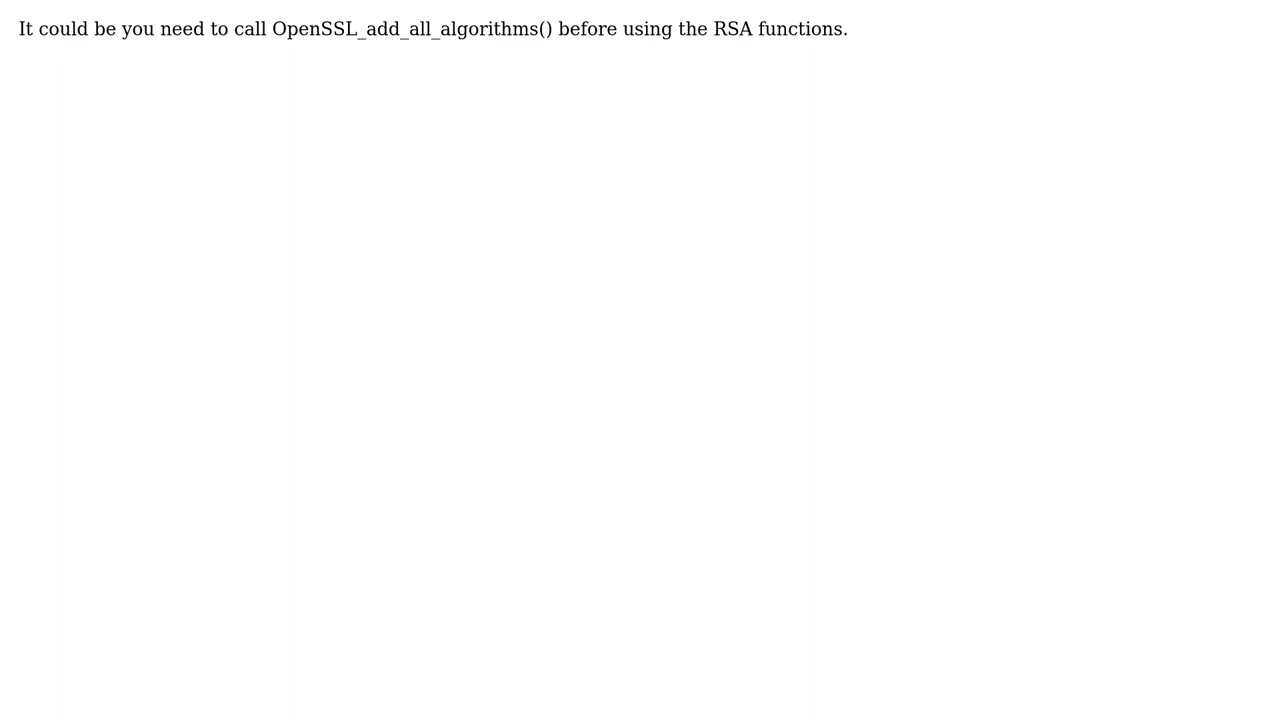 It could be you need to call OpenSSL_add_all_algorithms() before using the RSA functions.